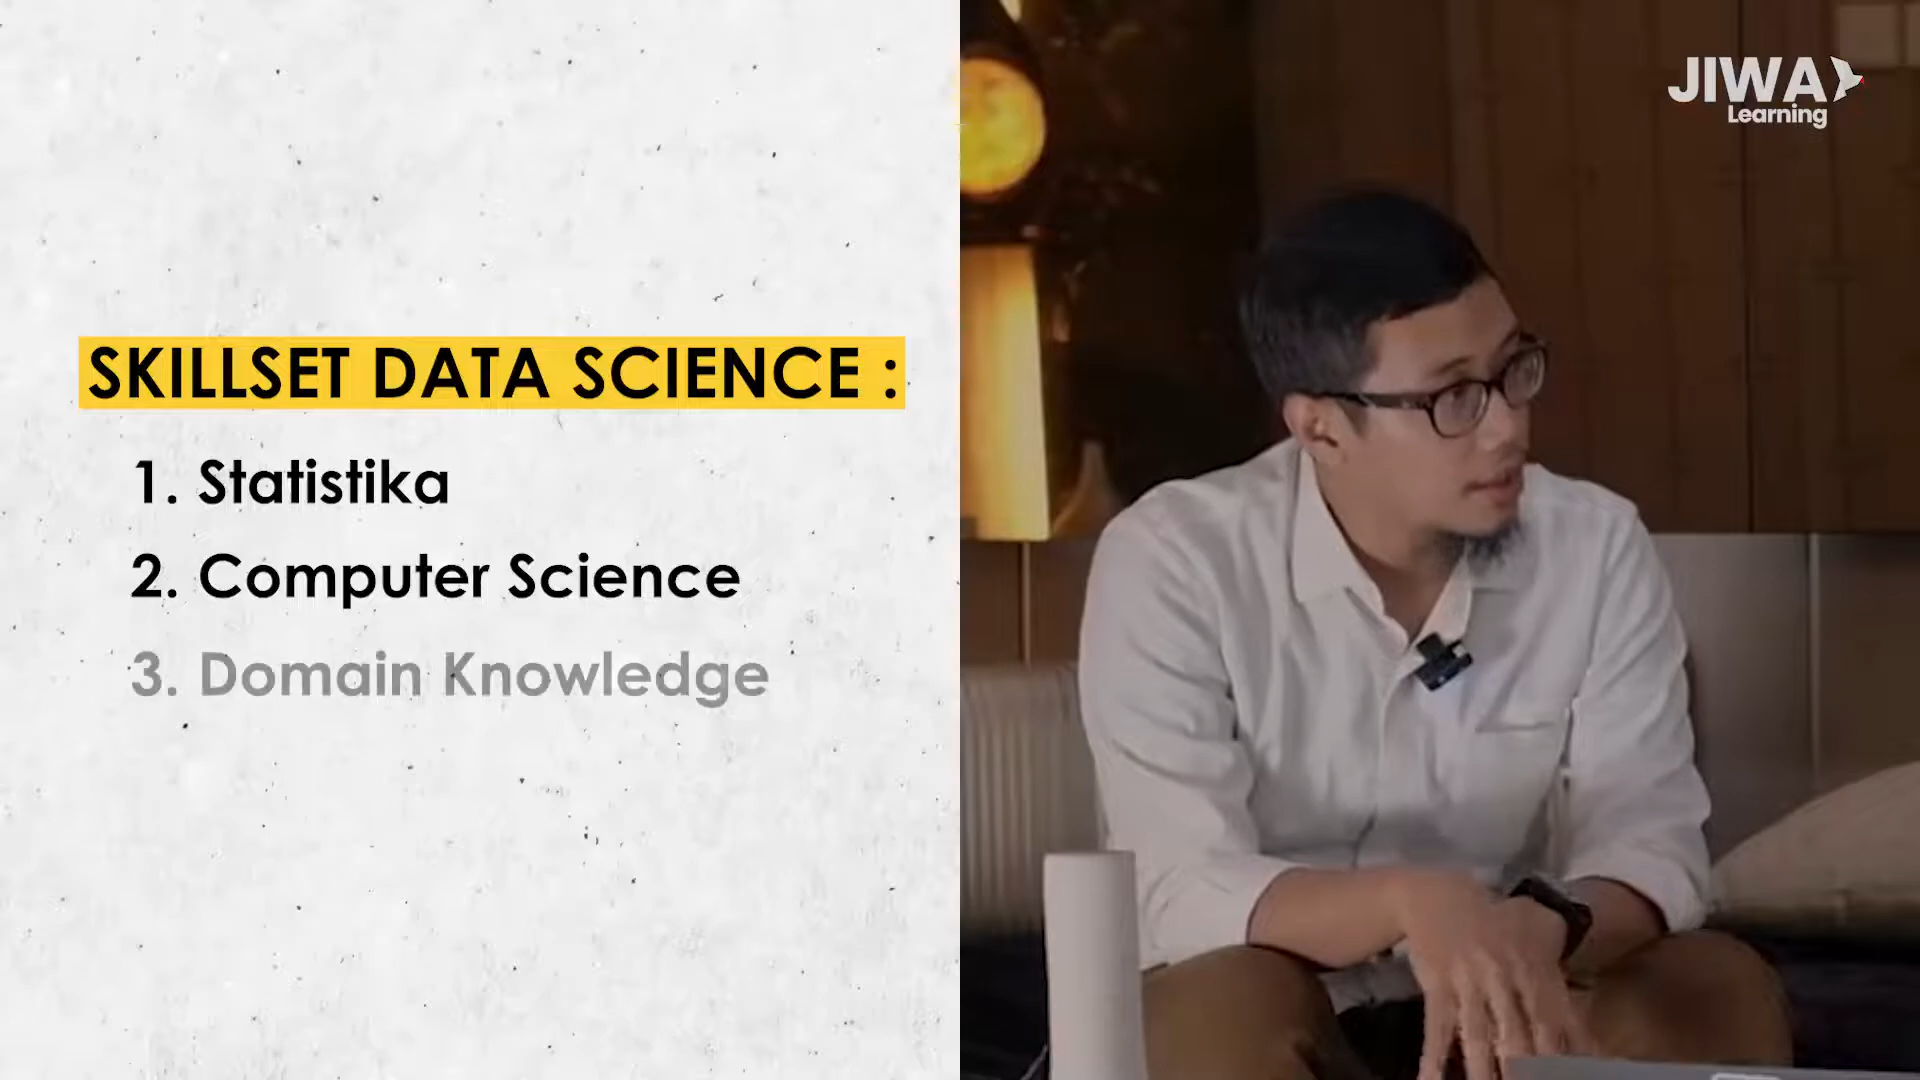 SKILLSET DATA SCIENCE :
1. Statistika
2. Computer Science
3. Domain Knowledge
JIWA
Learning